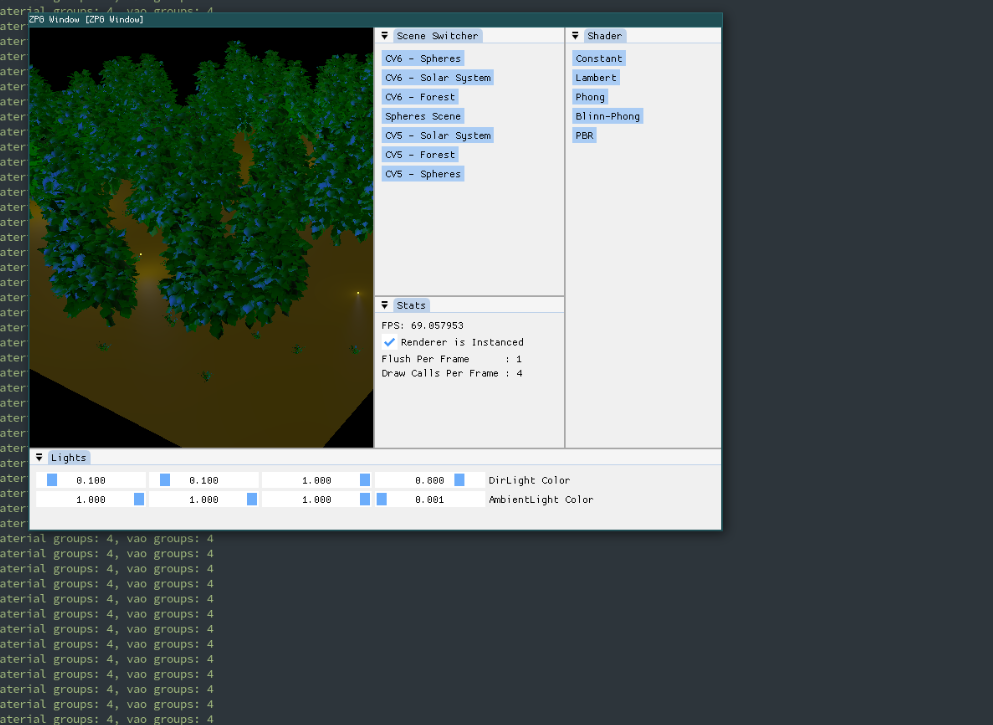 aterial groups: 4, vao groups: 4
ZPG Window [ZPG Window]
Scene Switcher
CV6 - Spheres
CV6 - Solar System
CV6 - Forest
Spheres Scene
CV5 - Solar System
CV5 - Forest
CV5 - Spheres
Shader
Constant
Lambert
Phong
Blinn-Phong
PBR
Stats
FPS: 69.057953
Renderer is Instanced
Flush Per Frame : 1
Draw Calls Per Frame : 4
Lights
0.100 0.100 1.000 0.800 DirLight Color
1.000 1.000 1.000 0.001 AmbientLight Color
aterial groups: 4, vao groups: 4
aterial groups: 4, vao groups: 4
aterial groups: 4, vao groups: 4
aterial groups: 4, vao groups: 4
aterial groups: 4, vao groups: 4
aterial groups: 4, vao groups: 4
aterial groups: 4, vao groups: 4
aterial groups: 4, vao groups: 4
aterial groups: 4, vao groups: 4
aterial groups: 4, vao groups: 4
aterial groups: 4, vao groups: 4
aterial groups: 4, vao groups: 4
aterial groups: 4, vao groups: 4